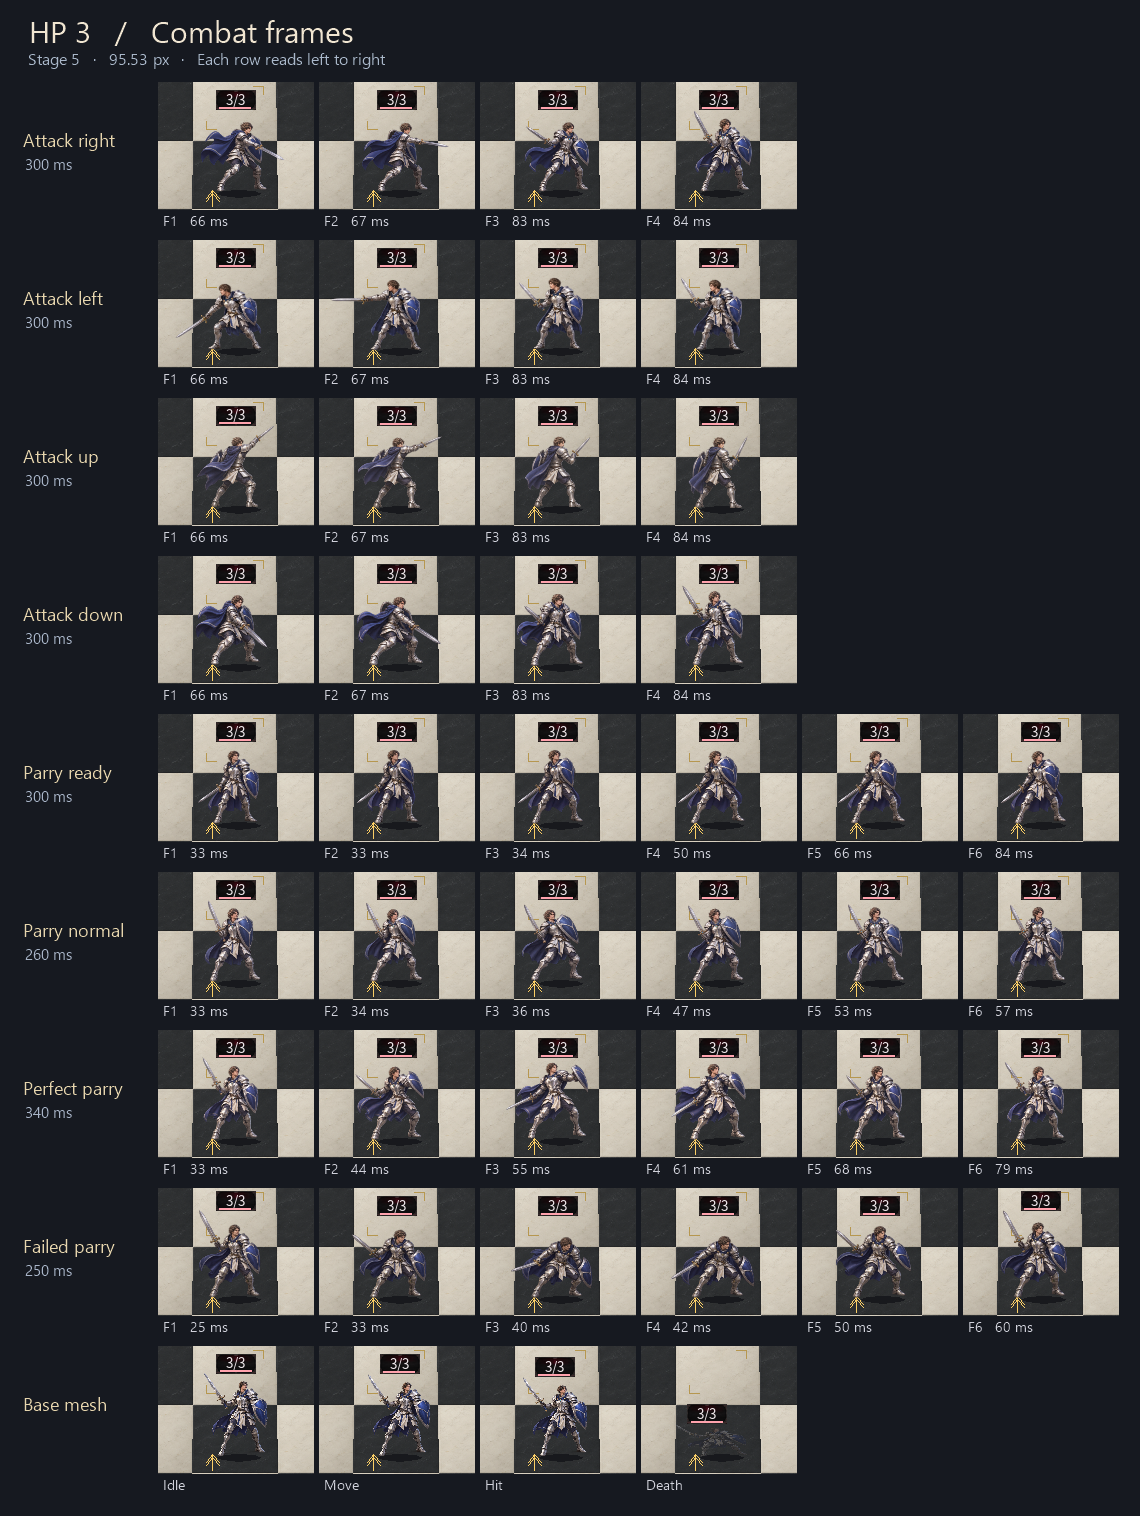 HP 3 / Combat frames
Stage 5 · 95.53 px · Each row reads left to right
3/3 3/3 3/3 3/3
Attack right
300 ms
F1 66 ms F2 67 ms F3 83 ms F4 84 ms
3/3 3/3 3/3 3/3
Attack left
300 ms
F1 66 ms F2 67 ms F3 83 ms F4 84 ms
3/3 3/3 3/3 3/3
Attack up
300 ms
F1 66 ms F2 67 ms F3 83 ms F4 84 ms
3/3 3/3 3/3 3/3
Attack down
300 ms
F1 66 ms F2 67 ms F3 83 ms F4 84 ms
3/3 3/3 3/3 3/3 3/3 3/3
Parry ready
300 ms
F1 33 ms F2 33 ms F3 34 ms F4 50 ms F5 66 ms F6 84 ms
3/3 3/3 3/3 3/3 3/3 3/3
Parry normal
260 ms
F1 33 ms F2 34 ms F3 36 ms F4 47 ms F5 53 ms F6 57 ms
3/3 3/3 3/3 3/3 3/3 3/3
Perfect parry
340 ms
F1 33 ms F2 44 ms F3 55 ms F4 61 ms F5 68 ms F6 79 ms
3/3 3/3 3/3 3/3 3/3 3/3
Failed parry
250 ms
F1 25 ms F2 33 ms F3 40 ms F4 42 ms F5 50 ms F6 60 ms
3/3 3/3 3/3 3/3
Base mesh
Idle Move Hit Death